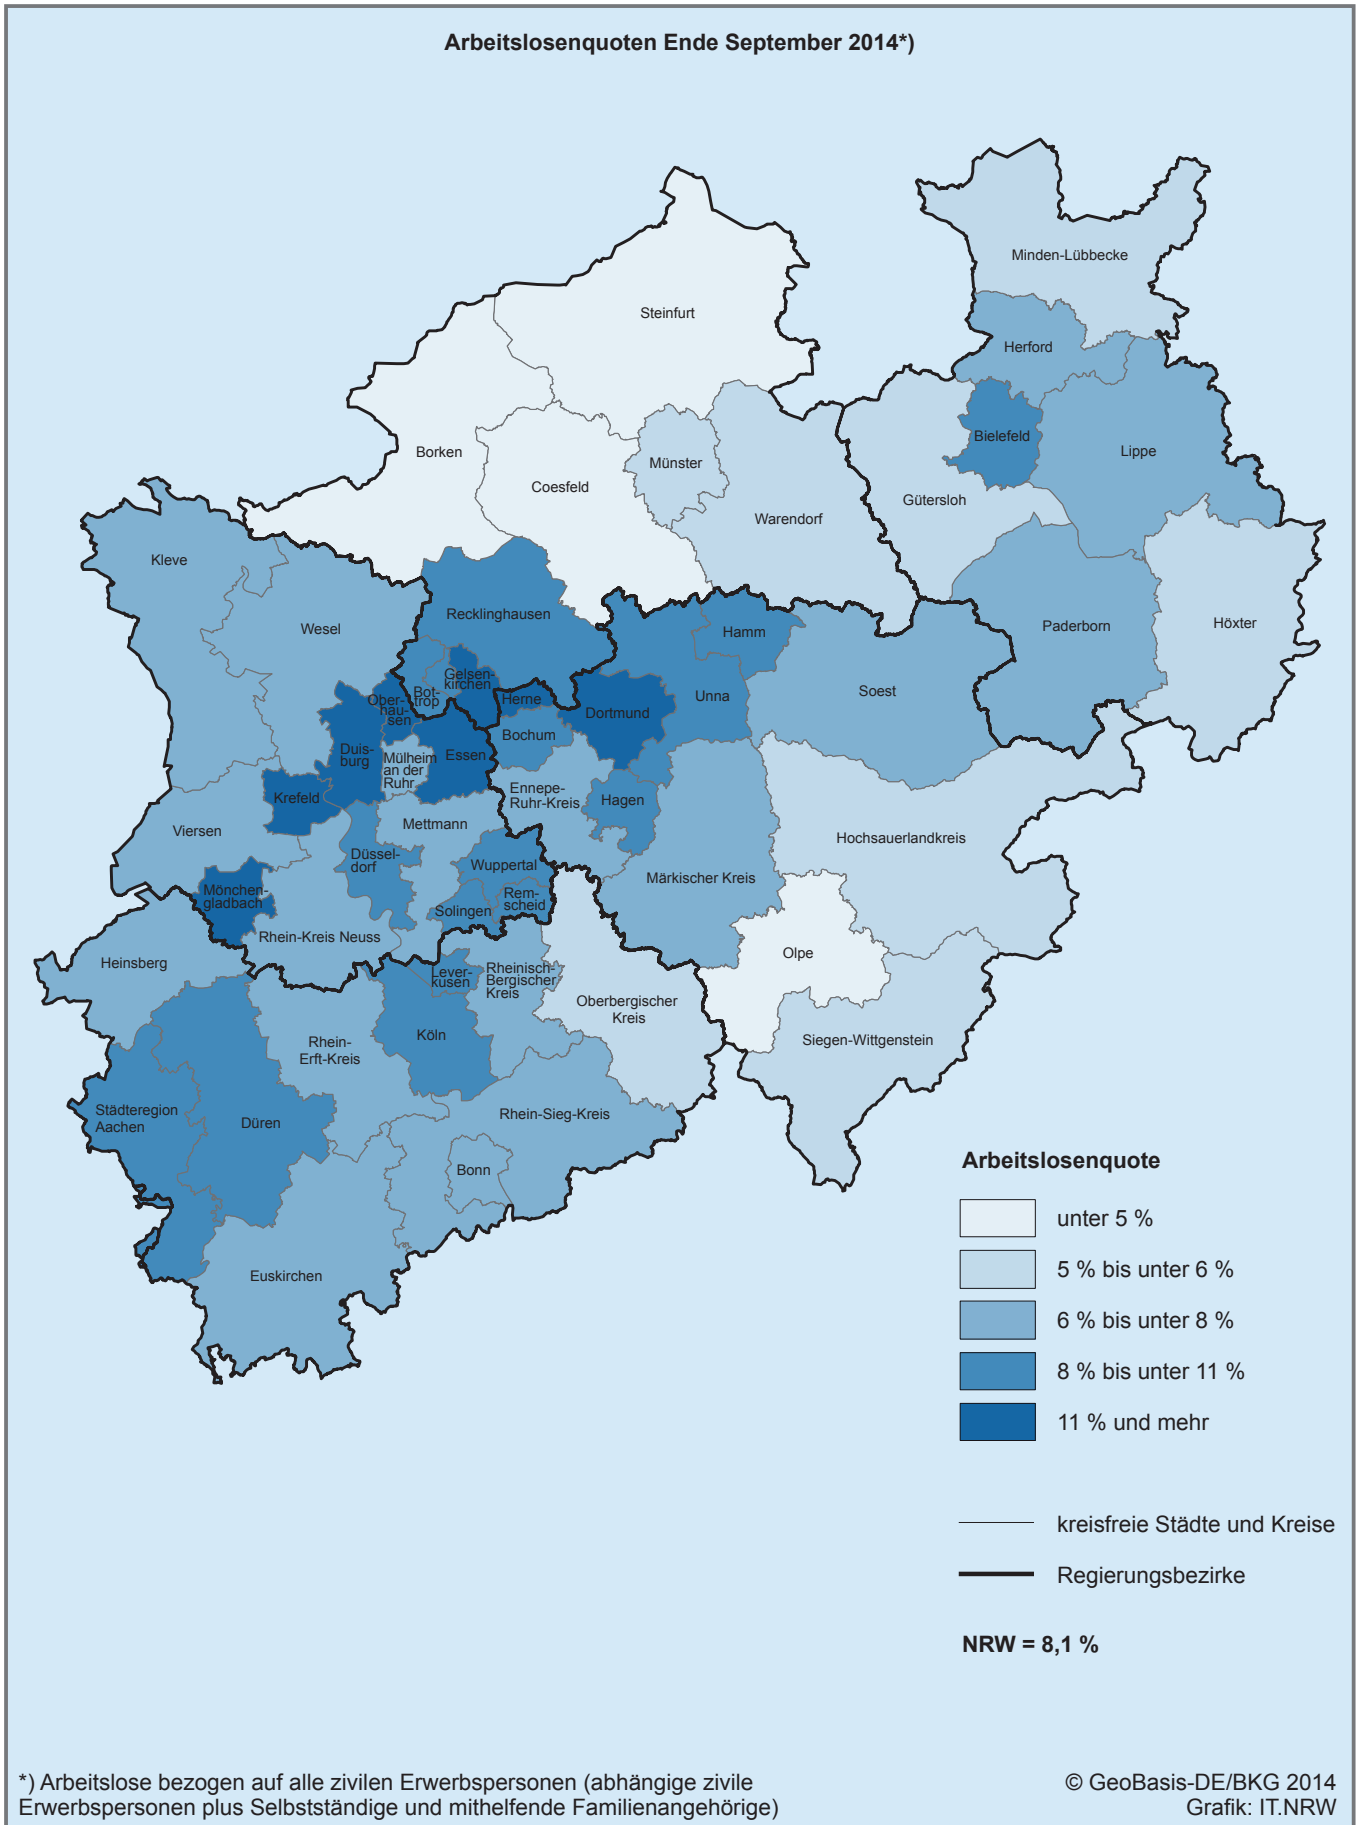 Arbeitslosenquoten Ende September 2014*)
Minden-Lübbecke
Steinfurt
Herford
Bielefeld
Lippe
Borken
Münster
Coesfeld
Gütersloh
Warendorf
Kleve
Recklinghausen
Wesel
Hamm
Paderborn
Höxter
Gelsen-
kirchen
Bot-
trop
Ober-
hau-
sen
Herne
Unna
Soest
Dortmund
Bochum
Duis-
burg
Essen
Mülheim
an der
Ruhr
Krefeld
Ennepe-
Ruhr-Kreis
Hagen
Viersen
Mettmann
Hochsauerlandkreis
Düssel-
dorf
Wuppertal
Märkischer Kreis
Mönchen-
gladbach
Rem-
scheid
Solingen
Rhein-Kreis Neuss
Olpe
Heinsberg
Lever-
kusen
Rheinisch-
Bergischer
Kreis
Oberbergischer
Kreis
Köln
Rhein-
Erft-Kreis
Siegen-Wittgenstein
Städteregion
Aachen
Düren
Rhein-Sieg-Kreis
Bonn
Euskirchen
Arbeitslosenquote
unter 5 %
5 % bis unter 6 %
6 % bis unter 8 %
8 % bis unter 11 %
11 % und mehr
kreisfreie Städte und Kreise
Regierungsbezirke
NRW = 8,1 %
*) Arbeitslose bezogen auf alle zivilen Erwerbspersonen (abhängige zivile
Erwerbspersonen plus Selbstständige und mithelfende Familienangehörige)
© GeoBasis-DE/BKG 2014
Grafik: IT.NRW